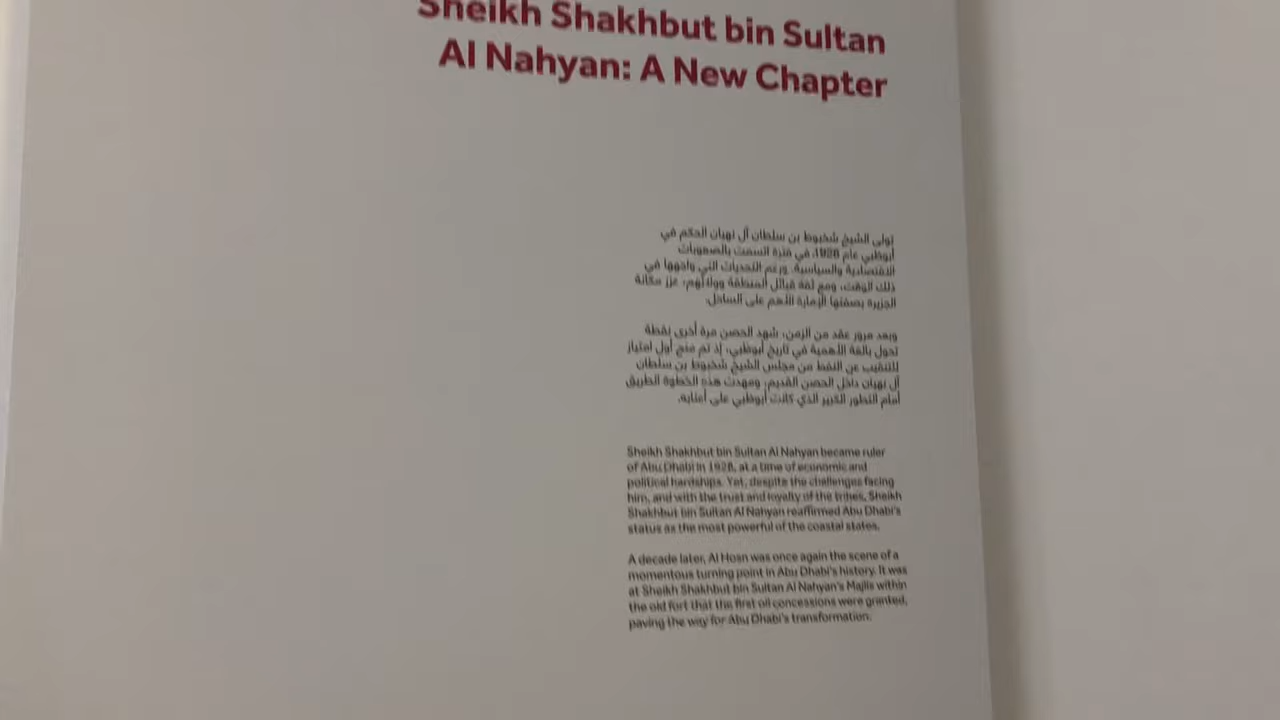 Sheikh Shakhbut bin Sultan
Al Nahyan: A New Chapter
تولى الشيخ شخبوط بن سلطان آل نهيان الحكم في
أبوظبي عام 1928، في فترة اتسمت بالصعوبات
الاقتصادية والسياسية. ورغم التحديات التي واجهها في
ذلك الوقت، ومع ثقة قبائل المنطقة وولائهم، عزز مكانة
الجزيرة بصفتها الإمارة الأهم على الساحل.
وبعد مرور عقد من الزمن، شهد الحصن مرة أخرى نقطة
تحول بالغة الأهمية في تاريخ أبوظبي، إذ تم منح أول امتياز
للتنقيب عن النفط من مجلس الشيخ شخبوط بن سلطان
آل نهيان داخل الحصن القديم، ومهدت هذه الخطوة الطريق
أمام التطور الكبير الذي كانت أبوظبي على أعتابه.
Sheikh Shakhbut bin Sultan Al Nahyan became ruler
of Abu Dhabi in 1928, at a time of economic and
political hardships. Yet, despite the challenges facing
him, and with the trust and loyalty of the tribes, Sheikh
Shakhbut bin Sultan Al Nahyan reaffirmed Abu Dhabi's
status as the most powerful of the coastal states.
A decade later, Al Hosn was once again the scene of a
momentous turning point in Abu Dhabi's history. It was
at Sheikh Shakhbut bin Sultan Al Nahyan's Majlis within
the old fort that the first oil concessions were granted,
paving the way for Abu Dhabi's transformation.